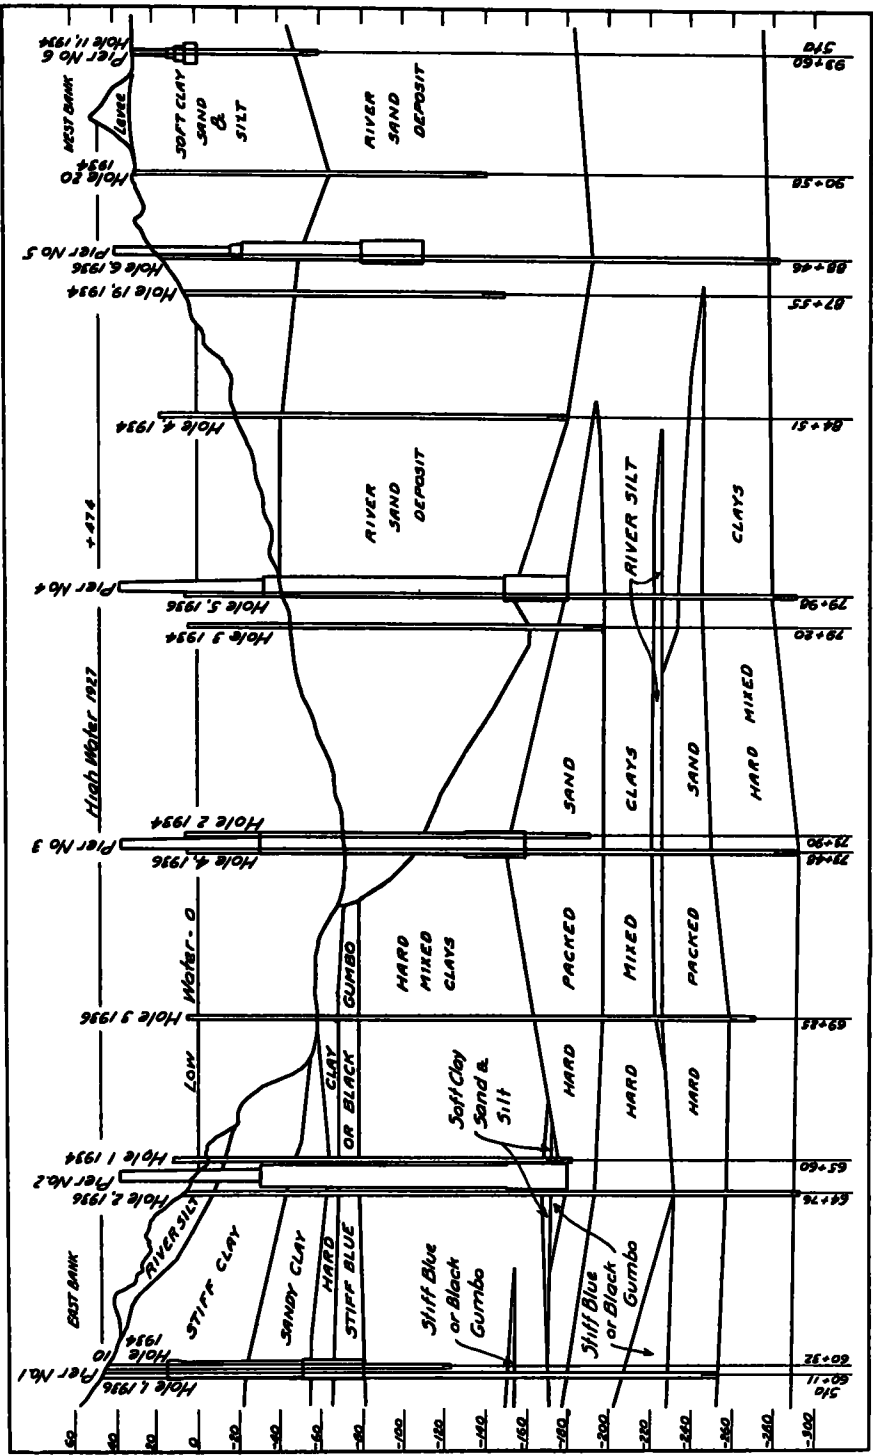 WEST BANK
Pier No 6
Hole 11, 1934
Levee
SOFT CLAY
SAND
&
SILT
RIVER
SAND
DEPOSIT
Sta
93+60
Hole 20
1934
90+58
Pier No 5
Hole 6, 1936
88+46
Hole 19, 1934
87+55
Hole 4, 1934
84+51
+47.4
RIVER
SAND
DEPOSIT
RIVER SILT
CLAYS
Pier No 4
Hole 5, 1936
79+98
Hole 3 1934
79+20
High Water 1927
SAND
CLAYS
SAND
HARD MIXED
Hole 2 1934
Pier No 3
Hole 4, 1936
73+90
73+48
Low Water - 0
GUMBO
HARD
MIXED
CLAYS
PACKED
MIXED
PACKED
Hole 3 1936
69+85
CLAY
OR BLACK
Soft Clay
Sand &
Silt
HARD
HARD
HARD
Hole 1 1934
Pier No. 2
Hole 2, 1936
65+60
64+76
EAST BANK
RIVER SILT
STIFF CLAY
SANDY CLAY
HARD
STIFF BLUE
Stiff Blue
or Black
Gumbo
Stiff Blue
or Black
Gumbo
Hole 10
1934
Pier No. 1
Hole 1, 1936
60+32
60+11
Sta
60
40
20
0
-20
-40
-60
-80
-100
-120
-140
-160
-180
-200
-220
-240
-260
-280
-300